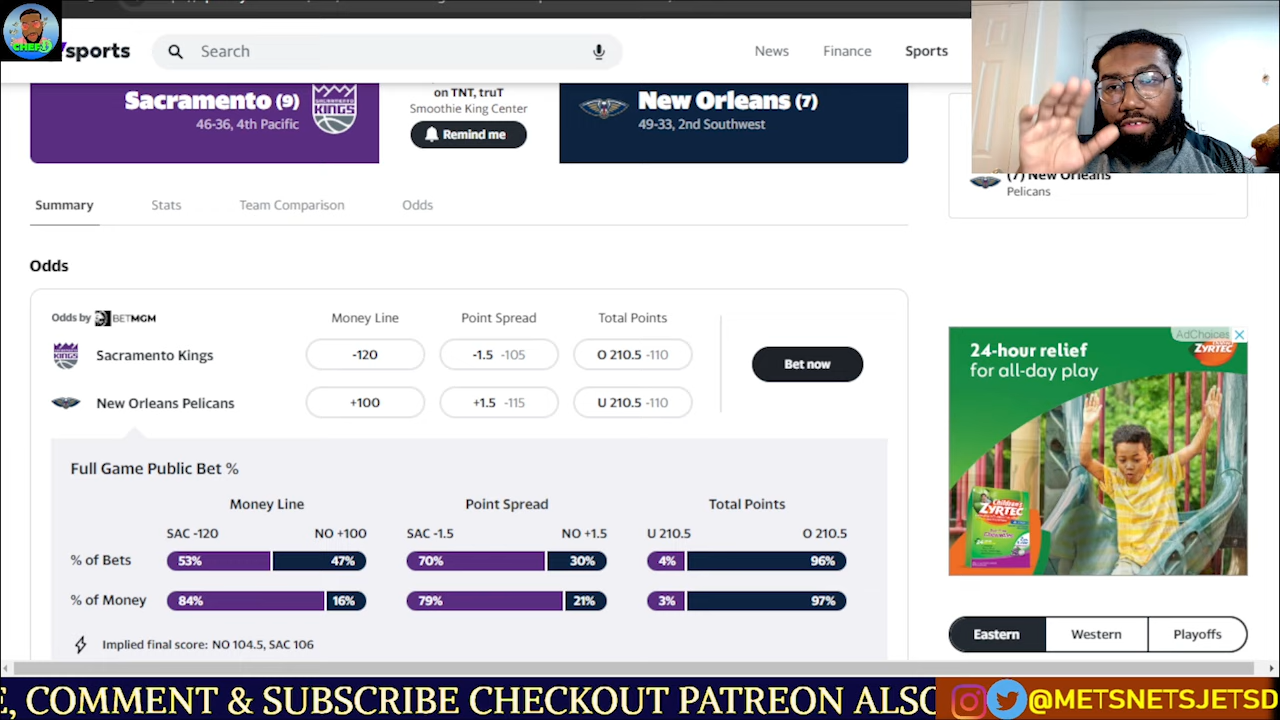 CHEF
sports
Search
News
Finance
Sports
Sacramento (9)
46-36, 4th Pacific
KINGS
on TNT, truT
Smoothie King Center
Remind me
New Orleans (7)
49-33, 2nd Southwest
(7) New Orleans
Pelicans
Summary
Stats
Team Comparison
Odds
Odds
Odds by BETMGM
Money Line
Point Spread
Total Points
Sacramento Kings
-120
-1.5 -105
O 210.5 -110
New Orleans Pelicans
+100
+1.5 -115
U 210.5 -110
Bet now
Full Game Public Bet %
Money Line
Point Spread
Total Points
SAC -120
NO +100
SAC -1.5
NO +1.5
U 210.5
O 210.5
% of Bets
53%
47%
70%
30%
4%
96%
% of Money
84%
16%
79%
21%
3%
97%
Implied final score: NO 104.5, SAC 106
AdChoices
24-hour relief
for all-day play
ZYRTEC
Children's
ZYRTEC
Eastern
Western
Playoffs
E, COMMENT & SUBSCRIBE CHECKOUT PATREON ALSO
@METSNETSJETSD